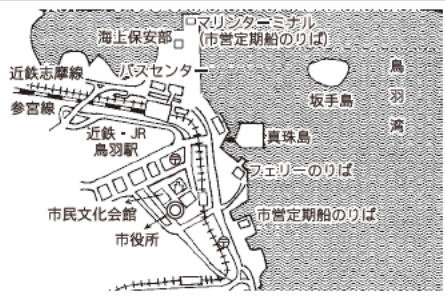 マリンターミナル
(市営定期船のりば)
海上保安部
近鉄志摩線
バスセンター
参宮線
坂手島
鳥羽湾
近鉄・JR
鳥羽駅
真珠島
フェリーのりば
市民文化会館
市営定期船のりば
市役所